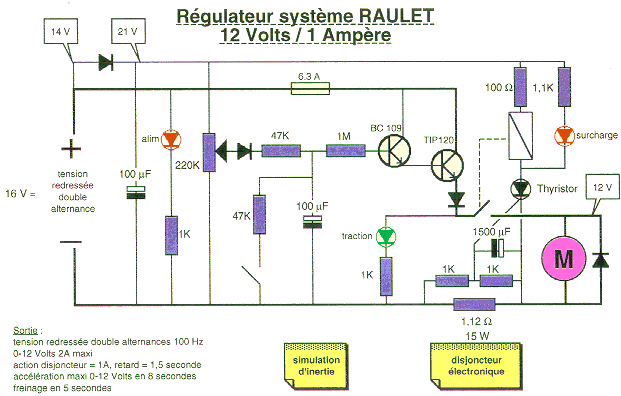 Régulateur système RAULET
12 Volts / 1 Ampère
14 V
21 V
6.3 A
100 Ω
1,1K
alim
BC 109
TIP120
surcharge
47K
1M
220K
tension
redressée
double
alternance
16 V =
100 µF
Thyristor
12 V
47K
100 µF
1500 µF
traction
1K
1K
1K
1K
M
1,12 Ω
15 W
Sortie :
tension redressée double alternances 100 Hz
0-12 Volts 2A maxi
action disjoncteur = 1A, retard = 1,5 seconde
accélération maxi 0-12 Volts en 8 secondes
freinage en 5 secondes
simulation
d'inertie
disjoncteur
électronique